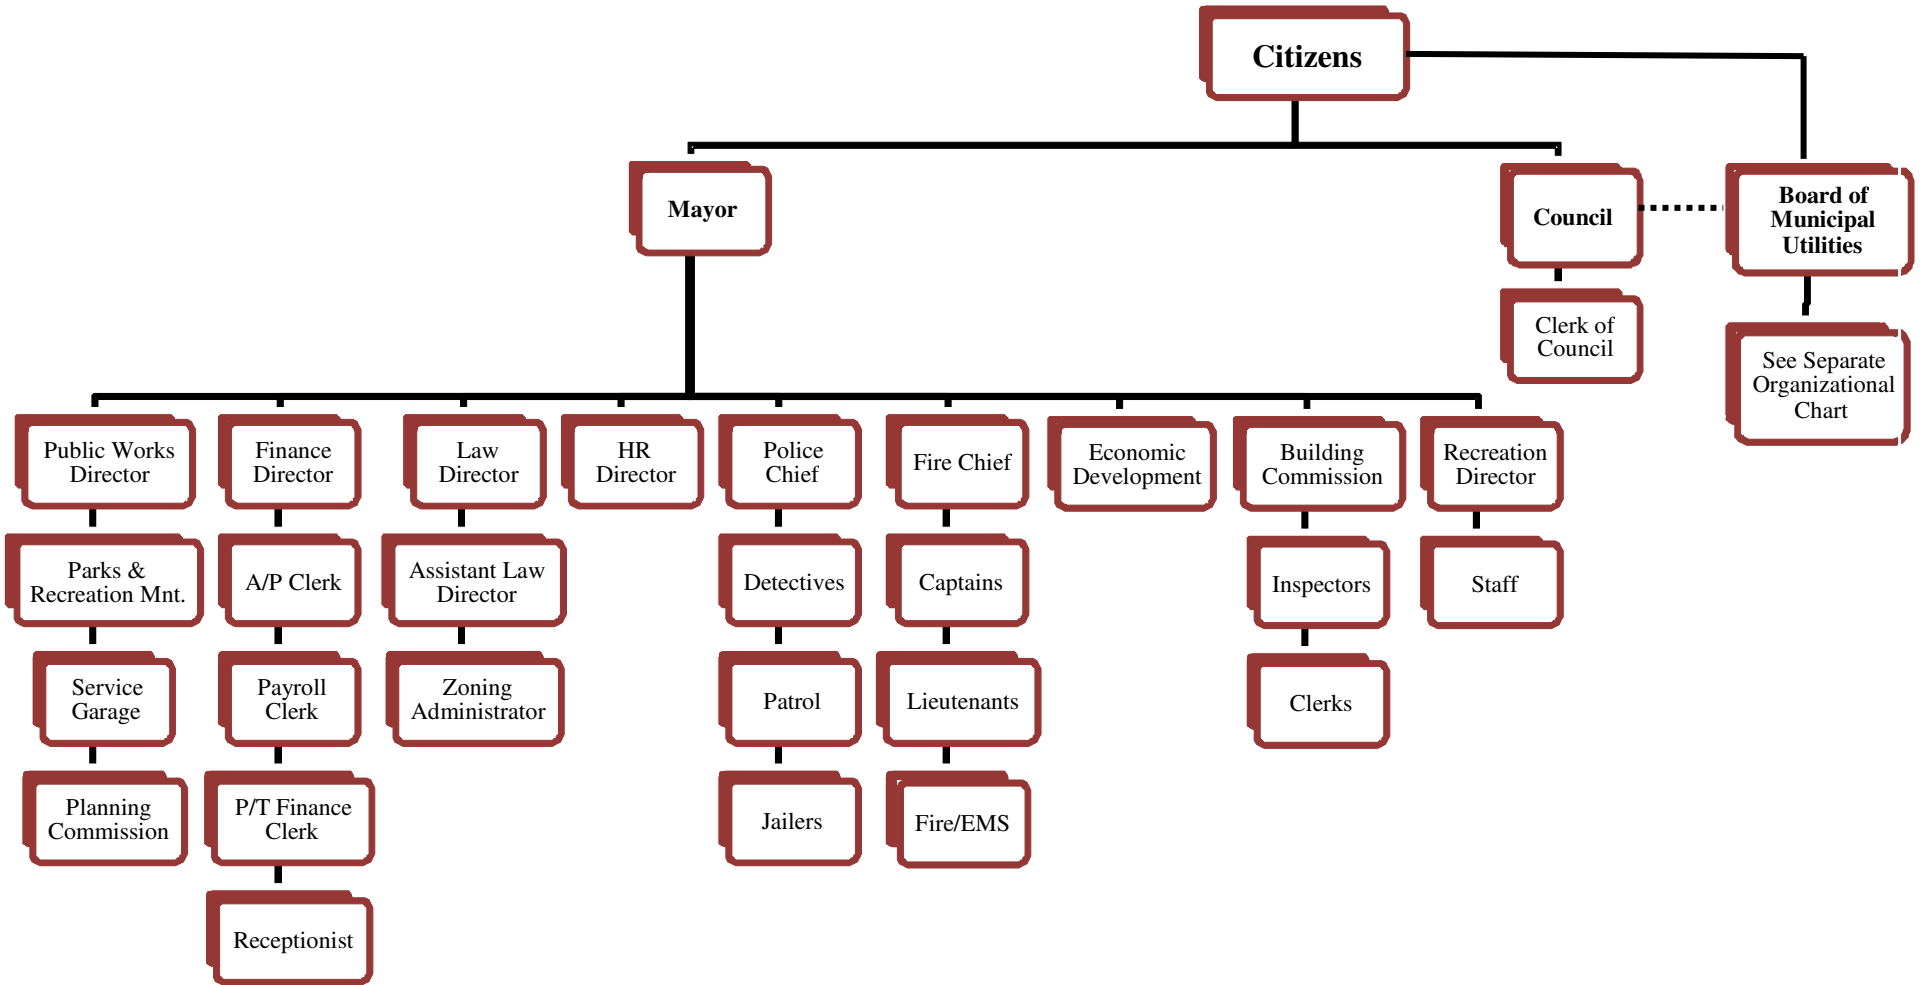 Citizens
Mayor
Council
Board of
Municipal
Utilities
Clerk of
Council
See Separate
Organizational
Chart
Public Works
Director
Finance
Director
Law
Director
HR
Director
Police
Chief
Fire Chief
Economic
Development
Building
Commission
Recreation
Director
Parks &
Recreation Mnt.
A/P Clerk
Assistant Law
Director
Detectives
Captains
Inspectors
Staff
Service
Garage
Payroll
Clerk
Zoning
Administrator
Patrol
Lieutenants
Clerks
Planning
Commission
P/T Finance
Clerk
Jailers
Fire/EMS
Receptionist